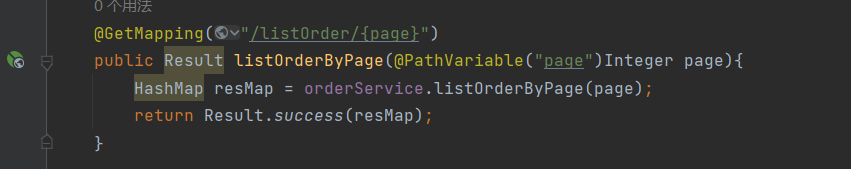 0 个用法
@GetMapping("/listOrder/{page}")
public Result listOrderByPage(@PathVariable("page")Integer page){
HashMap resMap = orderService.listOrderByPage(page);
return Result.success(resMap);
}